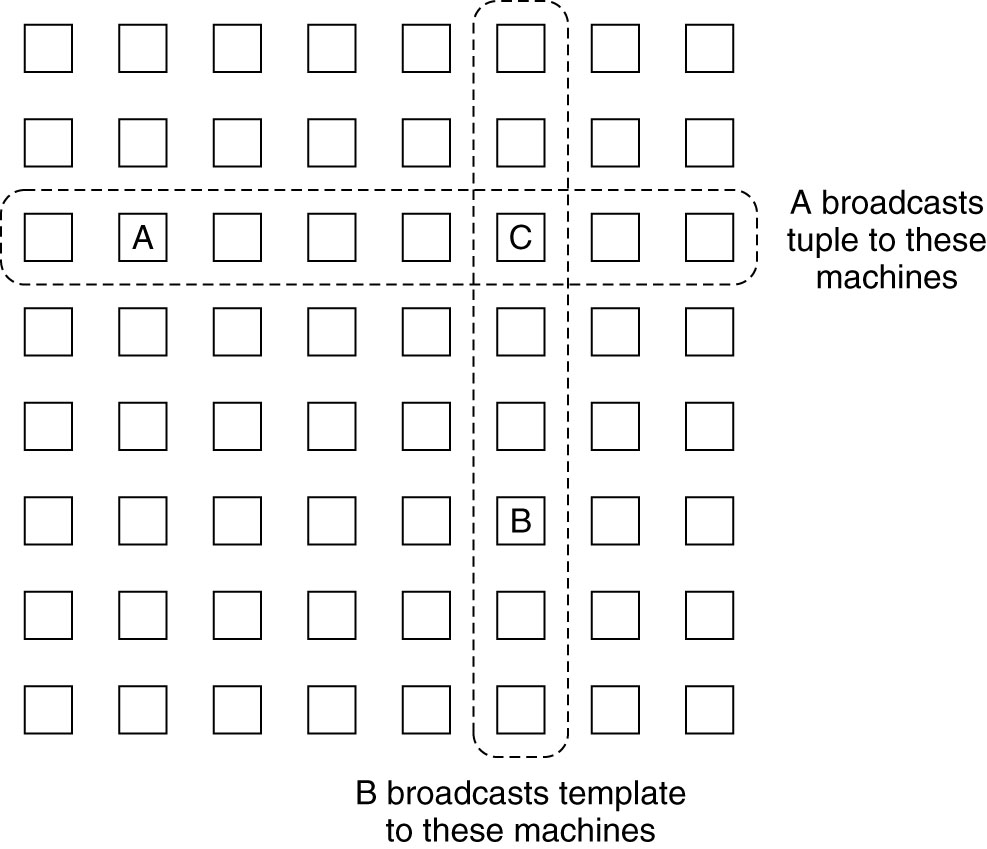 A
C
A broadcasts
tuple to these
machines
B
B broadcasts template
to these machines